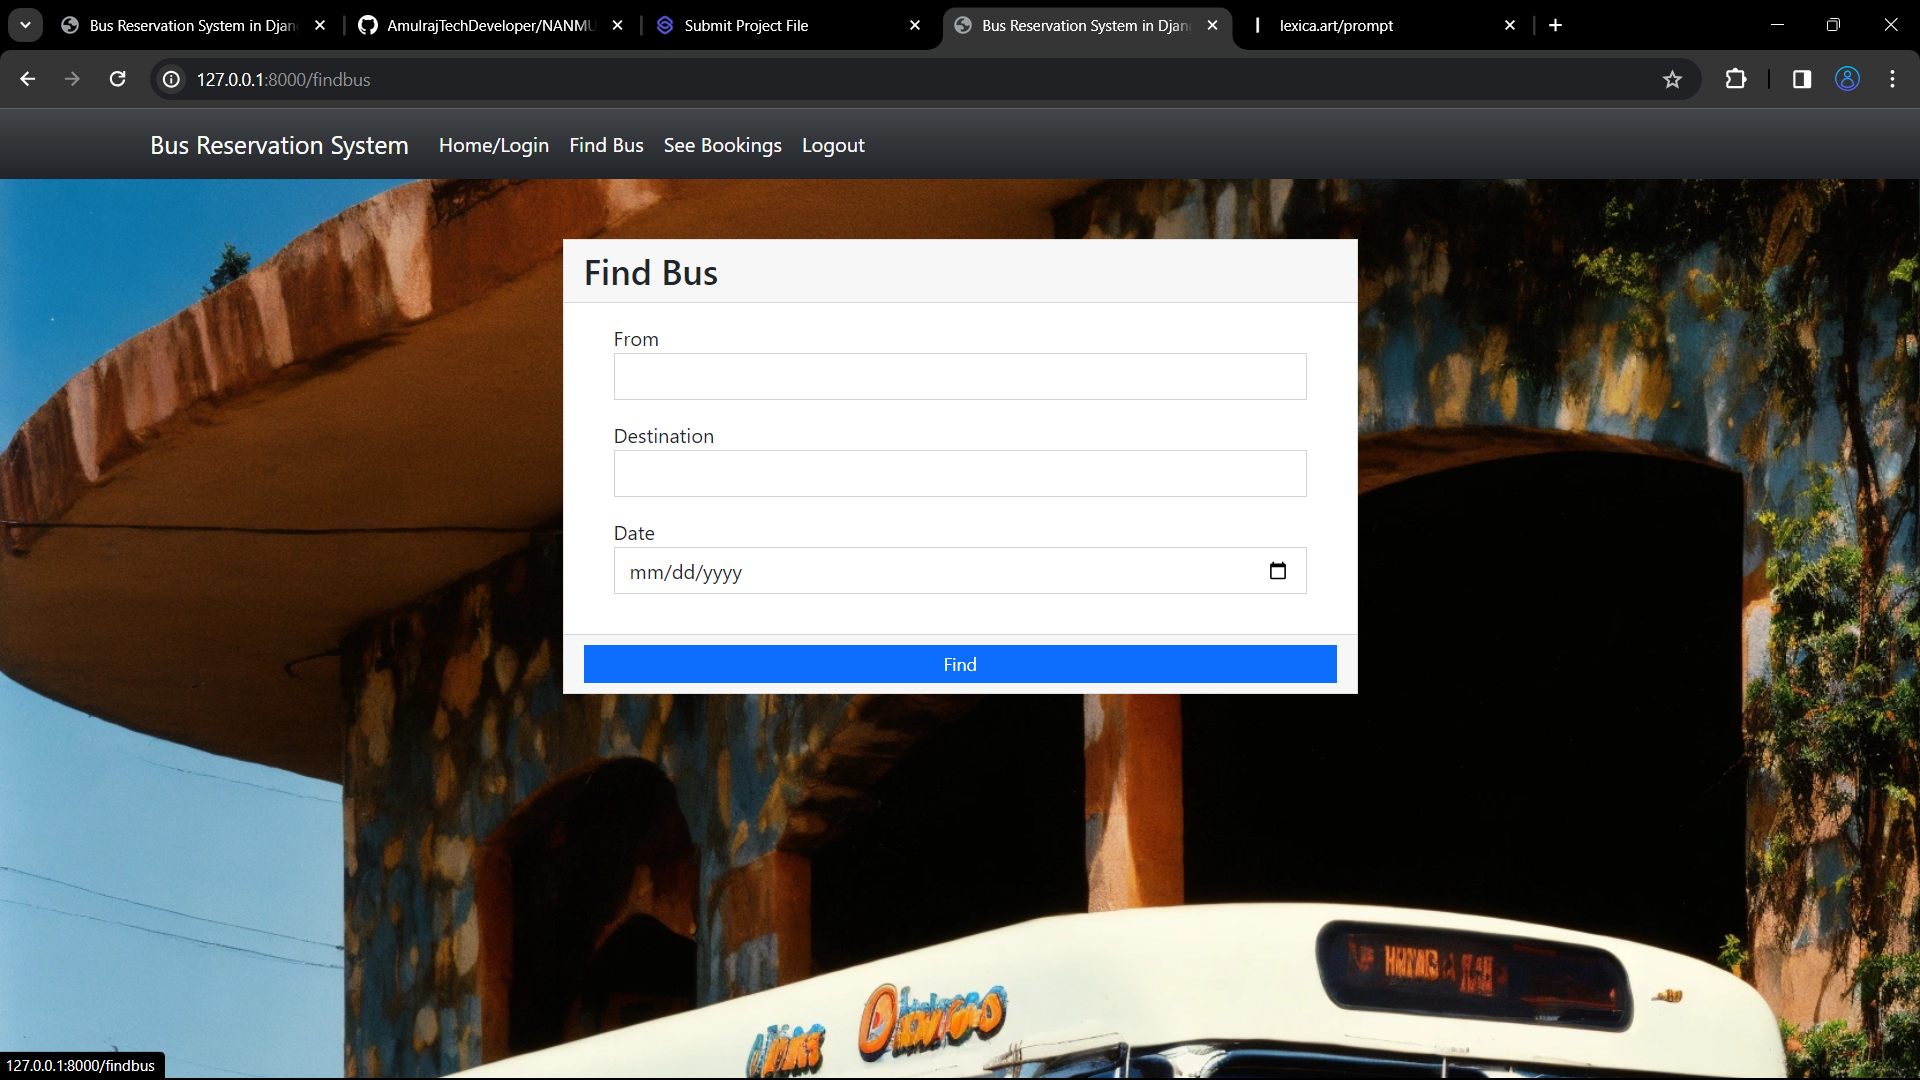 Bus Reservation System in Djan
AmulrajTechDeveloper/NANMU
Submit Project File
Bus Reservation System in Djan
lexica.art/prompt
127.0.0.1:8000/findbus
Bus Reservation System
Home/Login
Find Bus
See Bookings
Logout
Find Bus
From
Destination
Date
mm/dd/yyyy
Find
127.0.0.1:8000/findbus